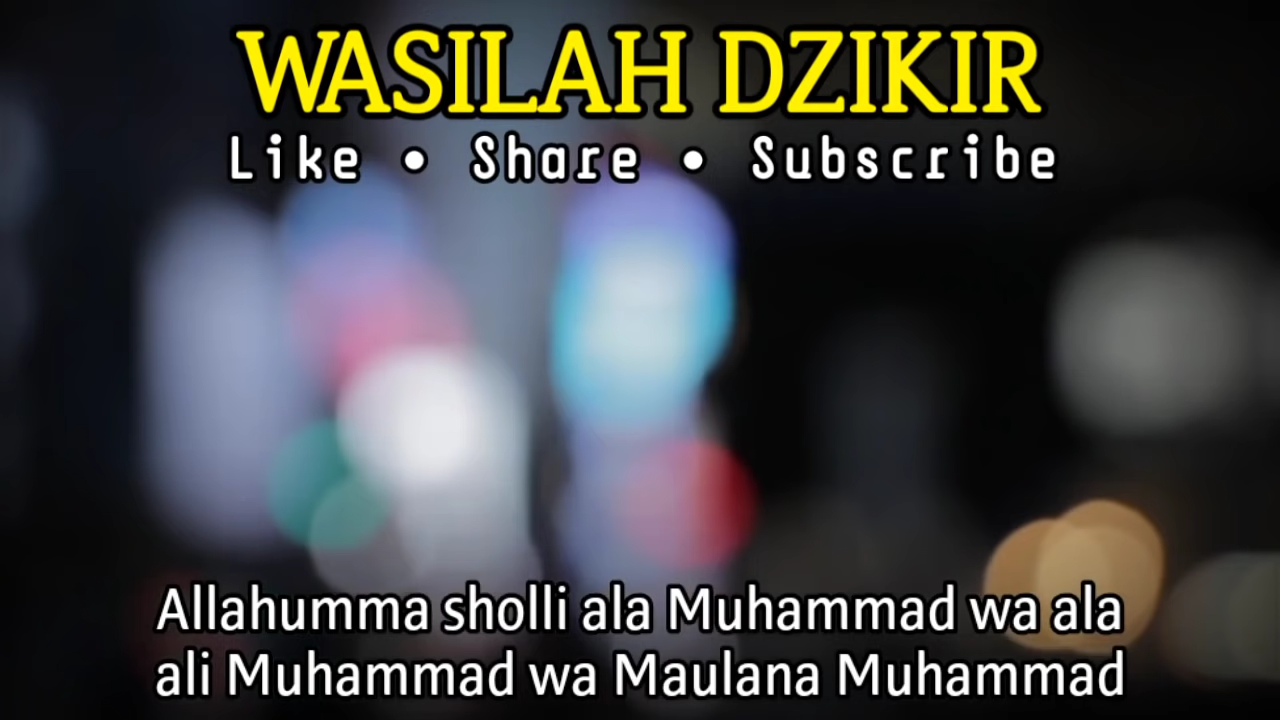 WASILAH DZIKIR
Like • Share • Subscribe
Allahumma sholli ala Muhammad wa ala
ali Muhammad wa Maulana Muhammad